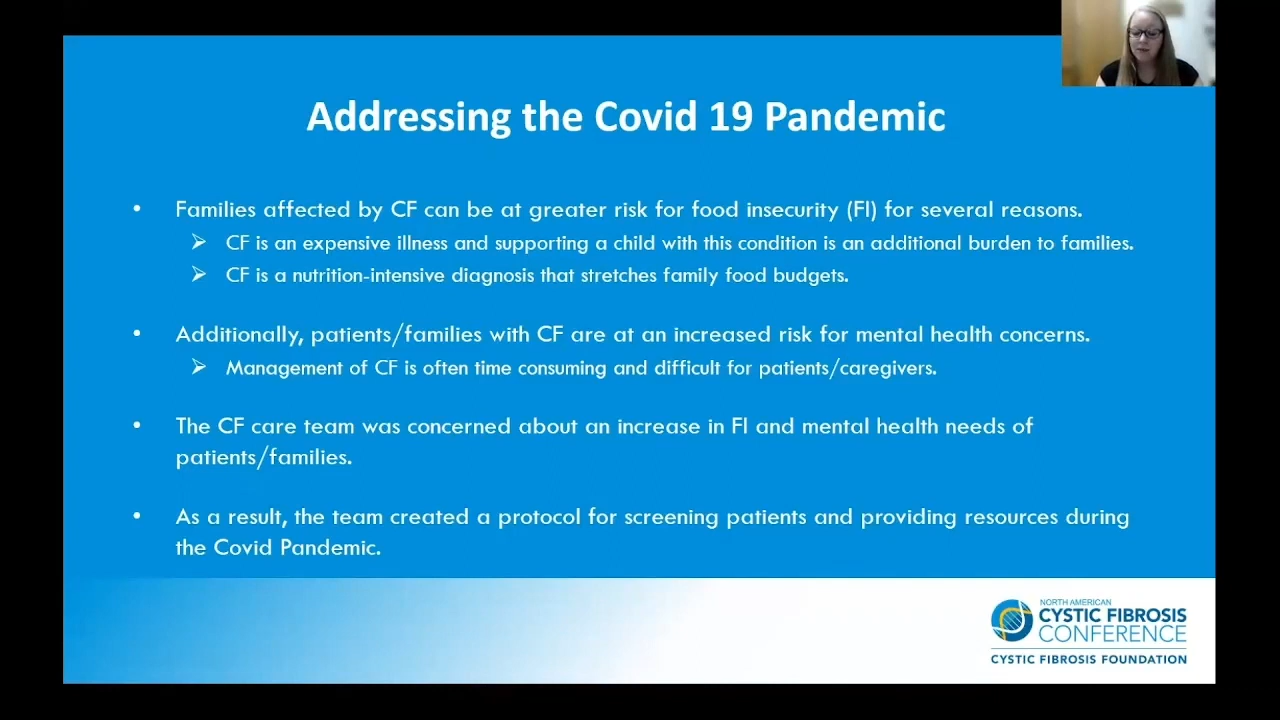 Addressing the Covid 19 Pandemic
• Families affected by CF can be at greater risk for food insecurity (FI) for several reasons.
➢ CF is an expensive illness and supporting a child with this condition is an additional burden to families.
➢ CF is a nutrition-intensive diagnosis that stretches family food budgets.
• Additionally, patients/families with CF are at an increased risk for mental health concerns.
➢ Management of CF is often time consuming and difficult for patients/caregivers.
• The CF care team was concerned about an increase in FI and mental health needs of
patients/families.
• As a result, the team created a protocol for screening patients and providing resources during
the Covid Pandemic.
NORTH AMERICAN
CYSTIC FIBROSIS
CONFERENCE
CYSTIC FIBROSIS FOUNDATION